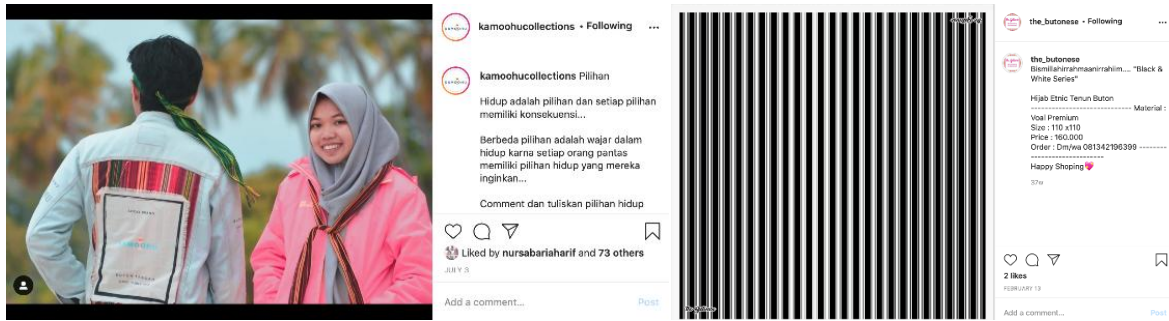 kamoohucollections • Following
kamoohucollections Pilihan
Hidup adalah pilihan dan setiap pilihan
memiliki konsekuensi...
Berbeda pilihan adalah wajar dalam
hidup karna setiap orang pantas
memiliki pilihan hidup yang mereka
inginkan...
Comment dan tuliskan pilihan hidup
Liked by nursabariaharif and 73 others
JULY 3
Add a comment...
Post
the_butonese • Following
the_butonese
Bismillahirrahmaanirrahiim.... "Black &
White Series"
Hijab Etnic Tenun Buton
---------------------------- Material :
Voal Premium
Size : 110 x110
Price : 160.000
Order : Dm/wa 081342196399 --------
--------------------
Happy Shoping💖
37w
2 likes
FEBRUARY 13
Add a comment...
Post